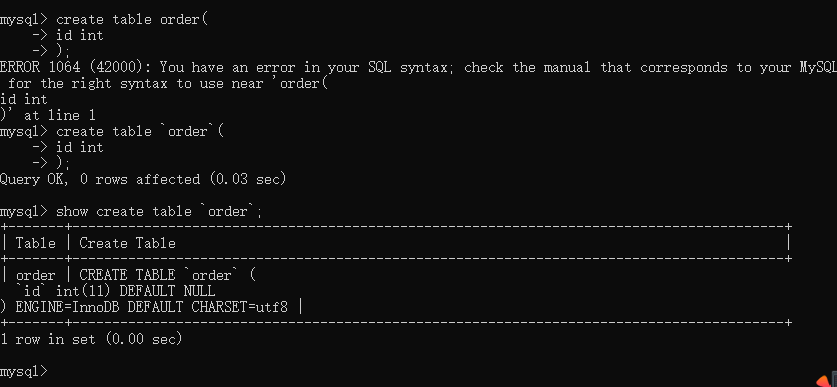 mysql> create table order(
    -> id int
    -> );
ERROR 1064 (42000): You have an error in your SQL syntax; check the manual that corresponds to your MySQL
 for the right syntax to use near 'order(
id int
)' at line 1
mysql> create table `order`(
    -> id int
    -> );
Query OK, 0 rows affected (0.03 sec)
mysql> show create table `order`;
| Table | Create Table |
| order | CREATE TABLE `order` (
  `id` int(11) DEFAULT NULL
) ENGINE=InnoDB DEFAULT CHARSET=utf8 |
1 row in set (0.00 sec)
mysql>